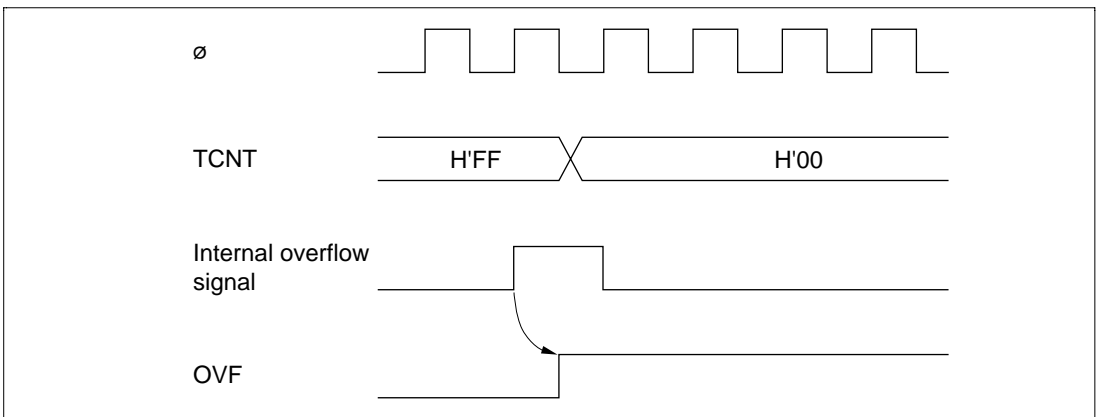 ø
TCNT
H'FF
H'00
Internal overflow
signal
OVF